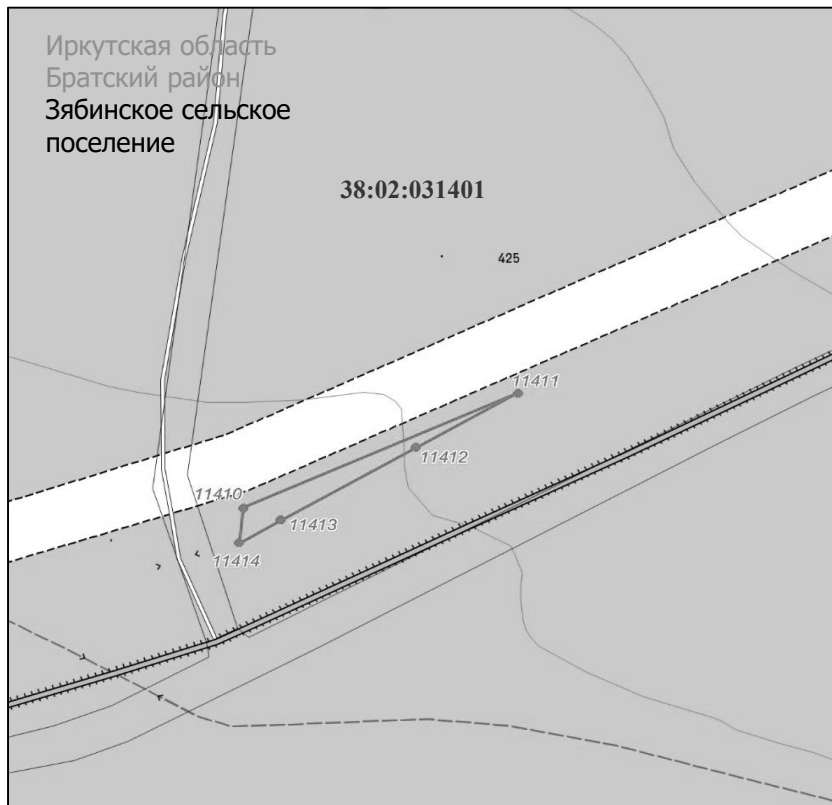 Иркутская область
Братский район
Зябинское сельское
поселение
38:02:031401
425
11411
11412
11410
11413
11414